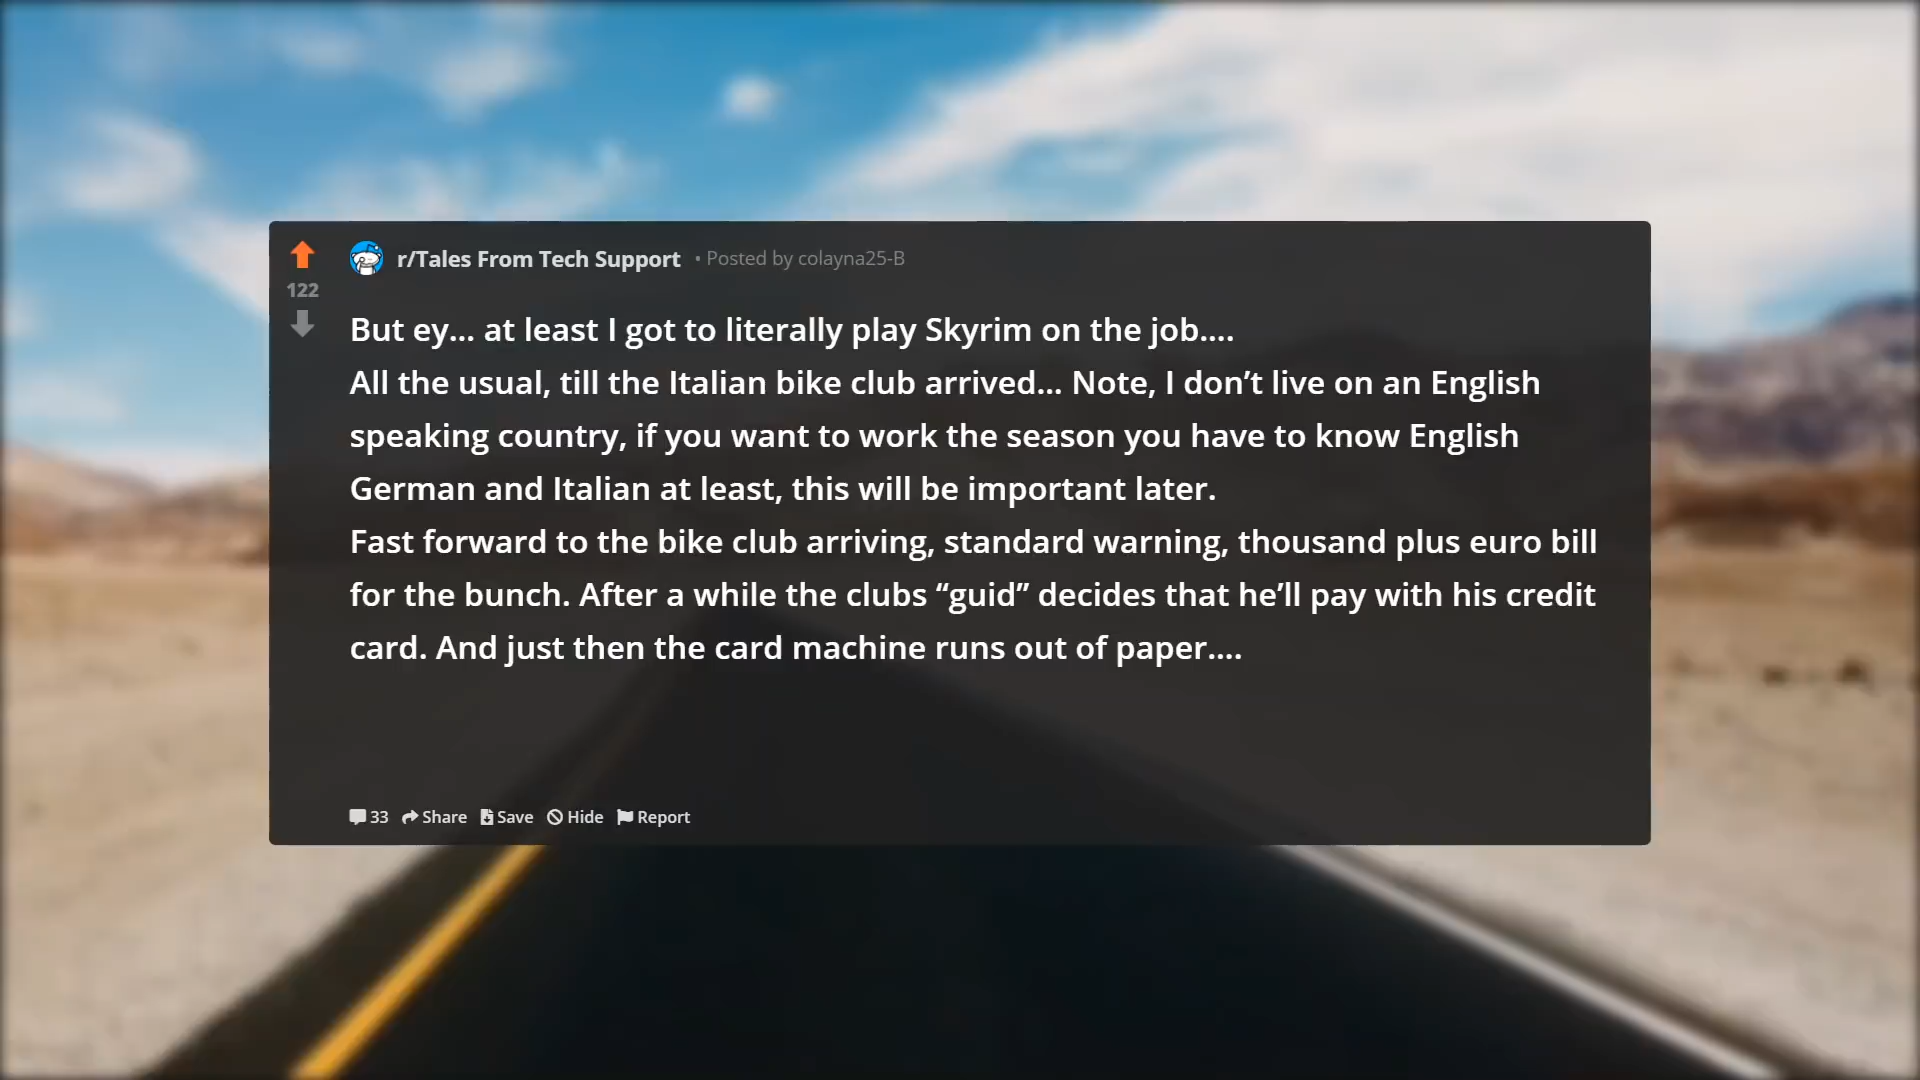 r/Tales From Tech Support • Posted by colayna25-B
122
But ey... at least I got to literally play Skyrim on the job....
All the usual, till the Italian bike club arrived... Note, I don’t live on an English
speaking country, if you want to work the season you have to know English
German and Italian at least, this will be important later.
Fast forward to the bike club arriving, standard warning, thousand plus euro bill
for the bunch. After a while the clubs “guid” decides that he’ll pay with his credit
card. And just then the card machine runs out of paper....
33 Share Save Hide Report